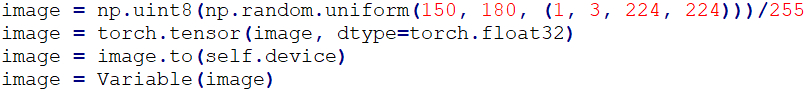 image = np.uint8(np.random.uniform(150, 180, (1, 3, 224, 224)))/255
image = torch.tensor(image, dtype=torch.float32)
image = image.to(self.device)
image = Variable(image)